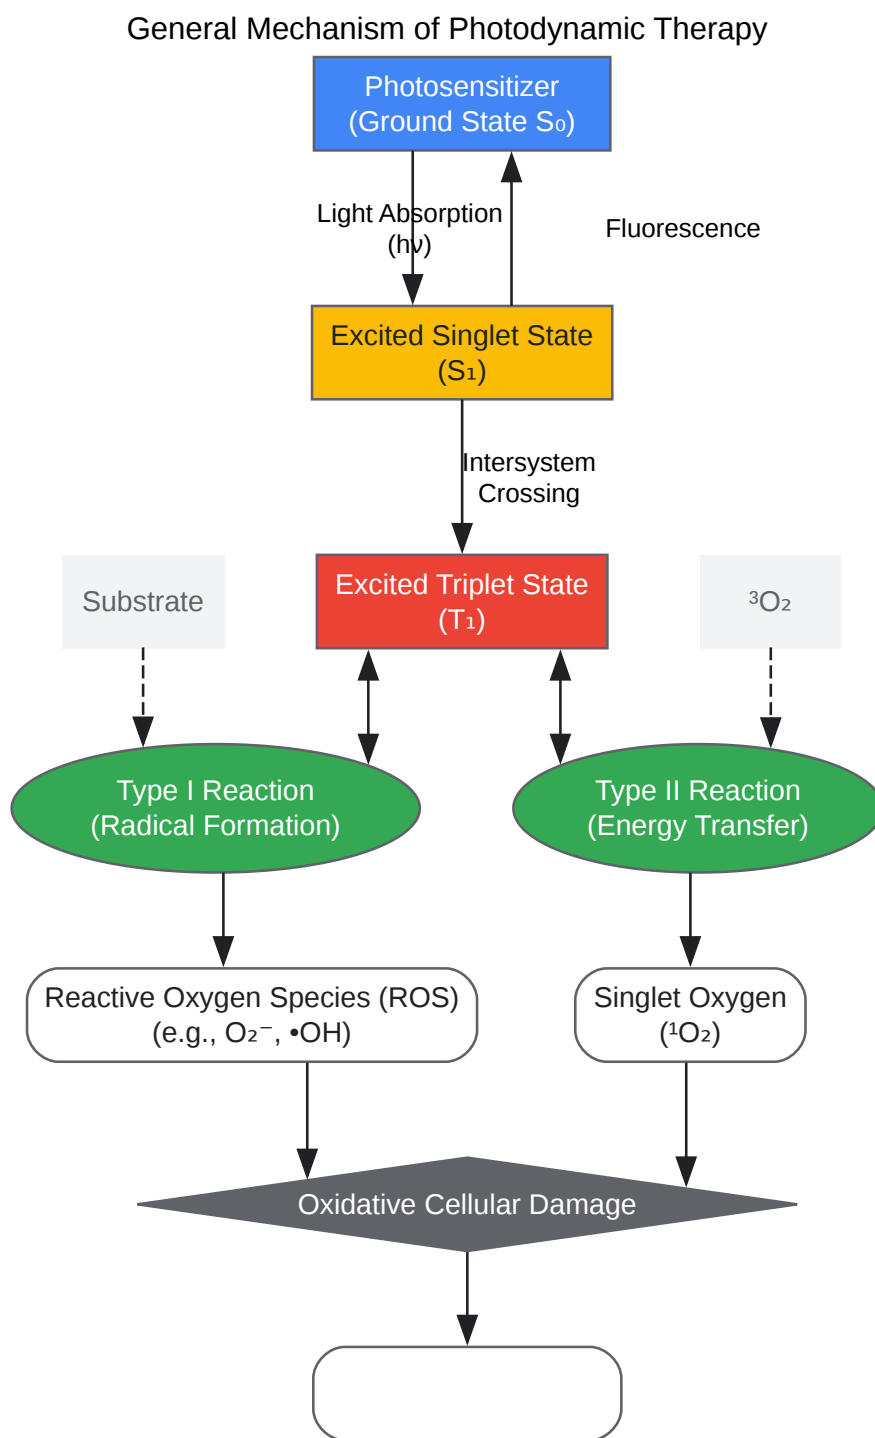 General Mechanism of Photodynamic Therapy
Photosensitizer
(Ground State S₀)
Light Absorption
(hν)
Fluorescence
Excited Singlet State
(S₁)
Intersystem
Crossing
Substrate
Excited Triplet State
(T₁)
³O₂
Type I Reaction
(Radical Formation)
Type II Reaction
(Energy Transfer)
Reactive Oxygen Species (ROS)
(e.g., O₂⁻, •OH)
Singlet Oxygen
(¹O₂)
Oxidative Cellular Damage